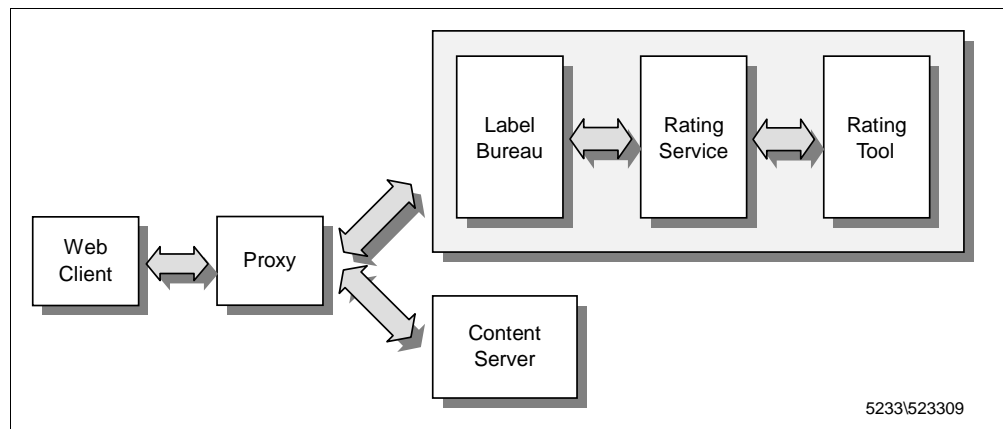 Label
Bureau
Rating
Service
Rating
Tool
Web
Client
Proxy
Content
Server
5233\523309